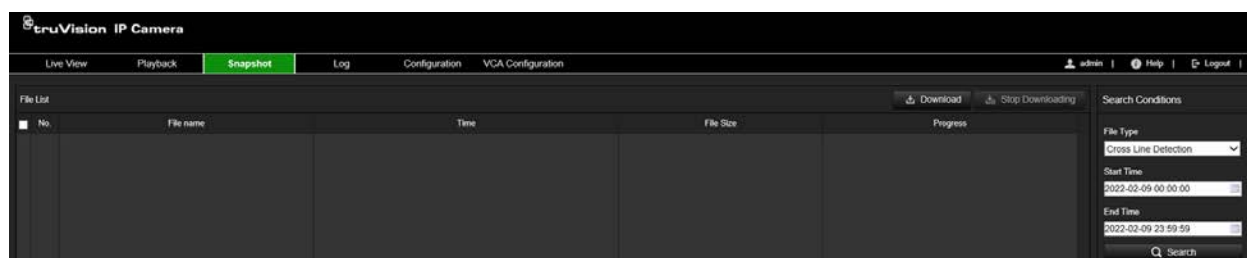 truVision IP Camera
Live View Playback Snapshot Log Configuration VCA Configuration admin | Help | Logout |
File List Download Stop Downloading Search Conditions
No. File name Time File Size Progress
File Type
Cross Line Detection
Start Time
2022-02-09 00:00:00
End Time
2022-02-09 23:59:59
Search